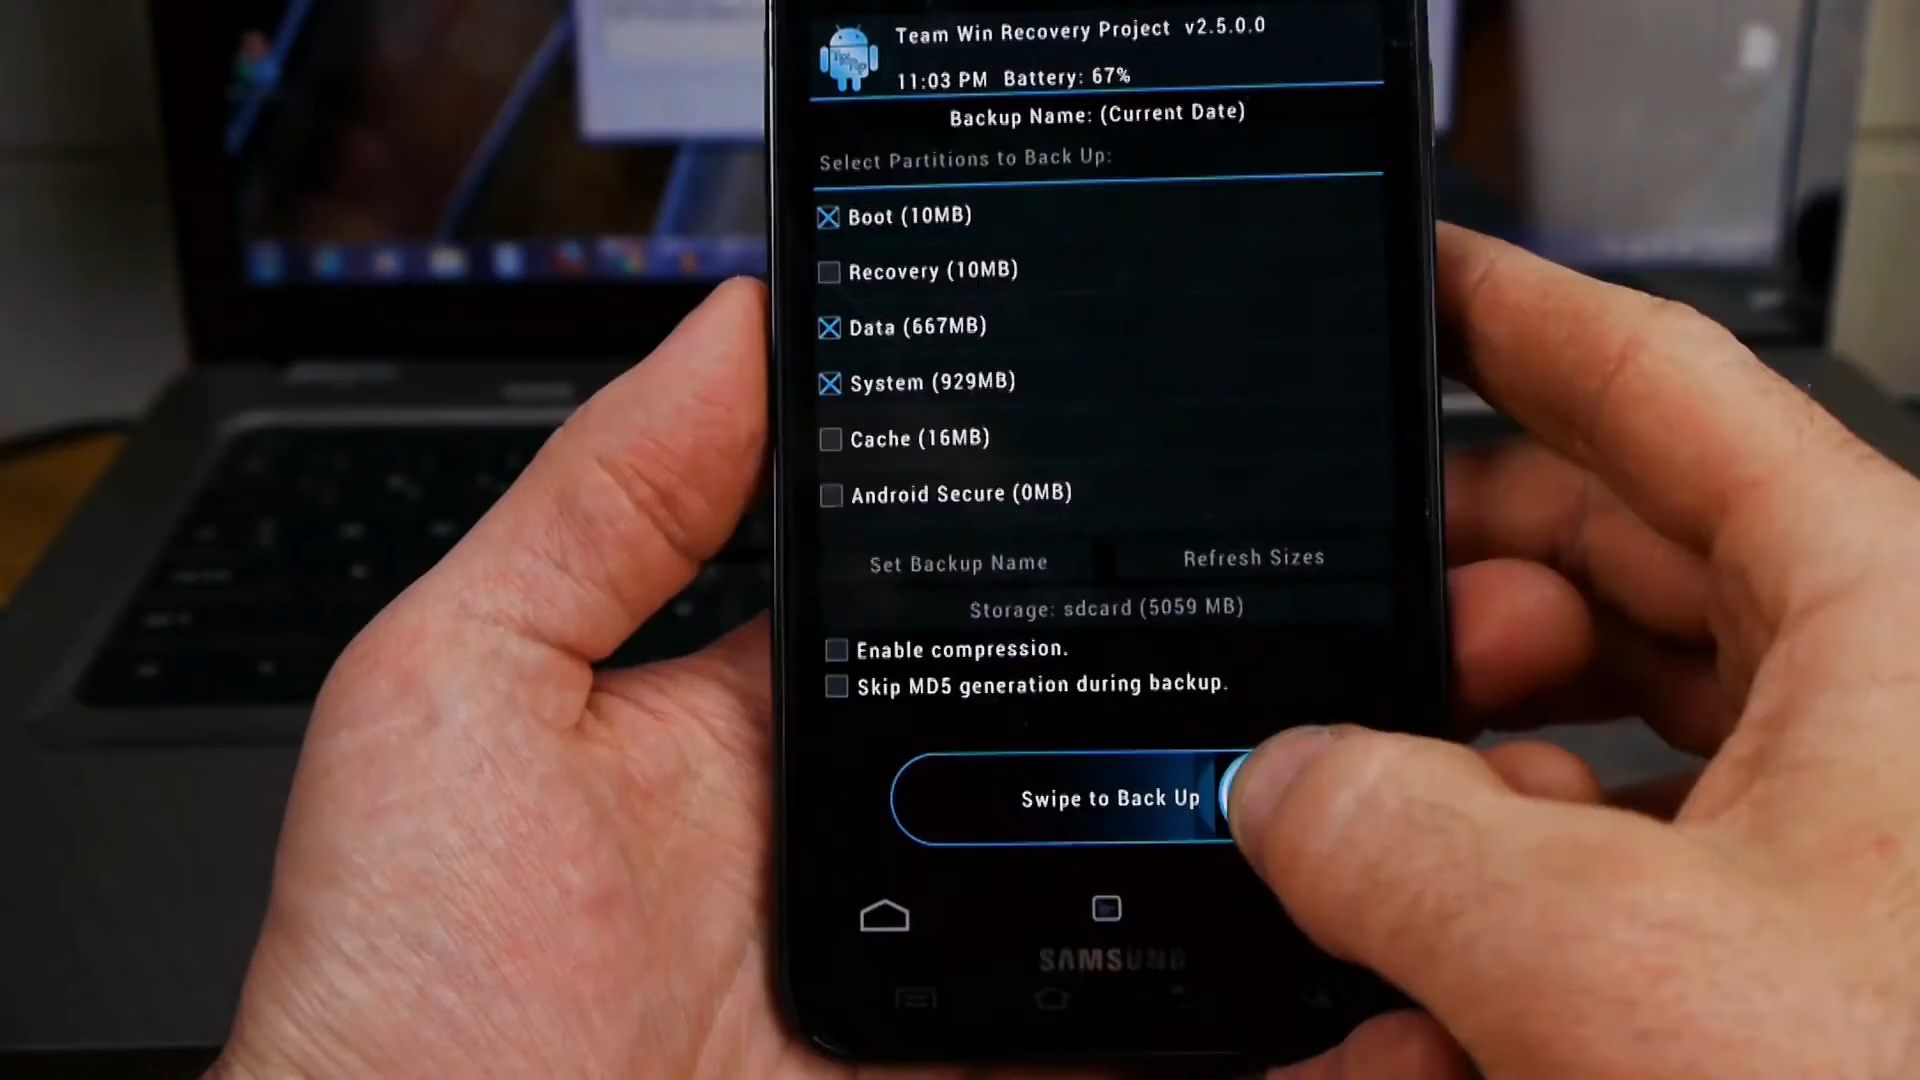 Team Win Recovery Project v2.5.0.0
11:03 PM Battery: 67%
Backup Name: (Current Date)
Select Partitions to Back Up:
Boot (10MB)
Recovery (10MB)
Data (667MB)
System (929MB)
Cache (16MB)
Android Secure (0MB)
Set Backup Name Refresh Sizes
Storage: sdcard (5059 MB)
Enable compression.
Skip MD5 generation during backup.
Swipe to Back Up
SAMSUNG